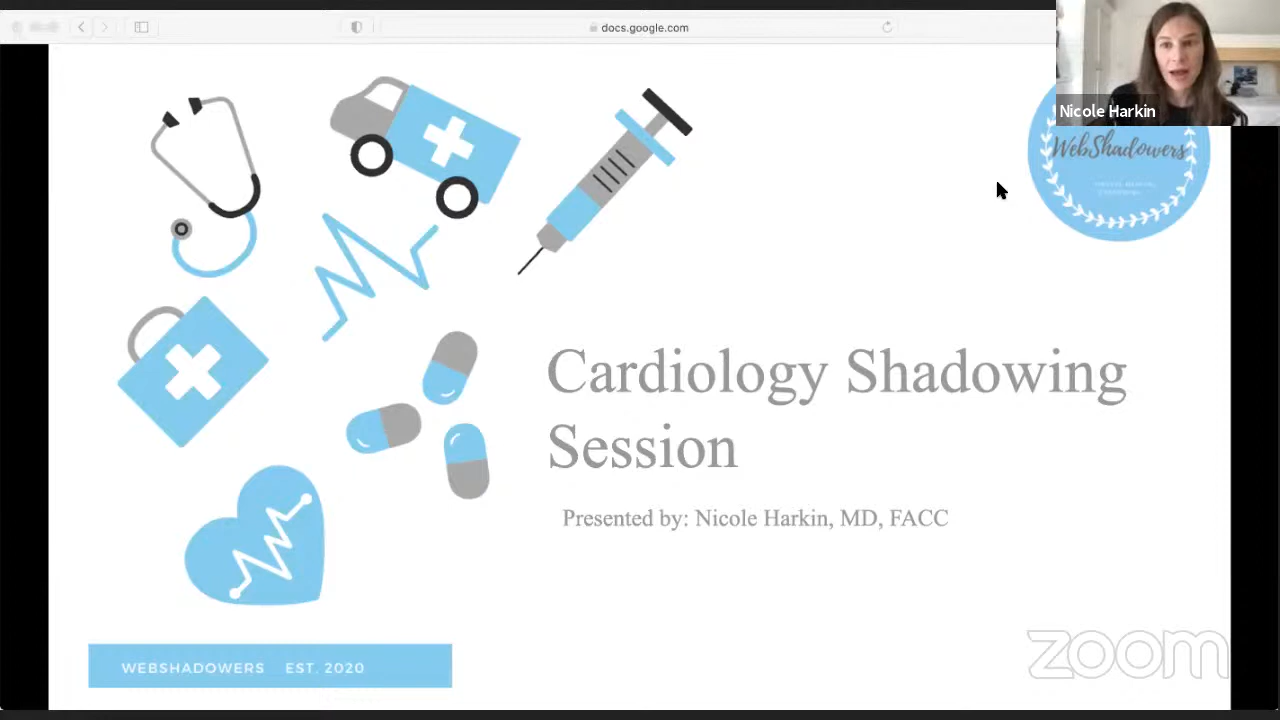 docs.google.com
Nicole Harkin
WebShadowers
Cardiology Shadowing
Session
Presented by: Nicole Harkin, MD, FACC
WEBSHADOWERS EST. 2020
zoom